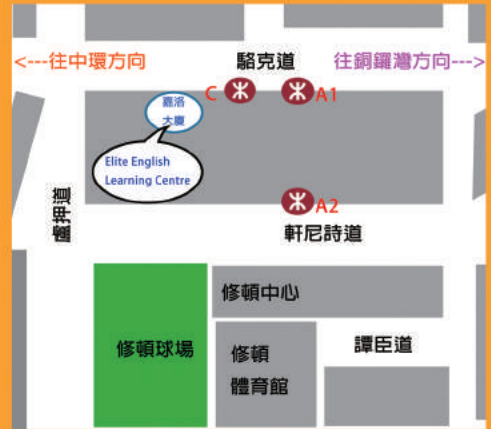 駱克道
<---往中環方向
往銅鑼灣方向--->
C
A1
嘉洛
大廈
Elite English
Learning Centre
A2
盧押道
軒尼詩道
修頓中心
修頓球場
修頓
體育館
譚臣道